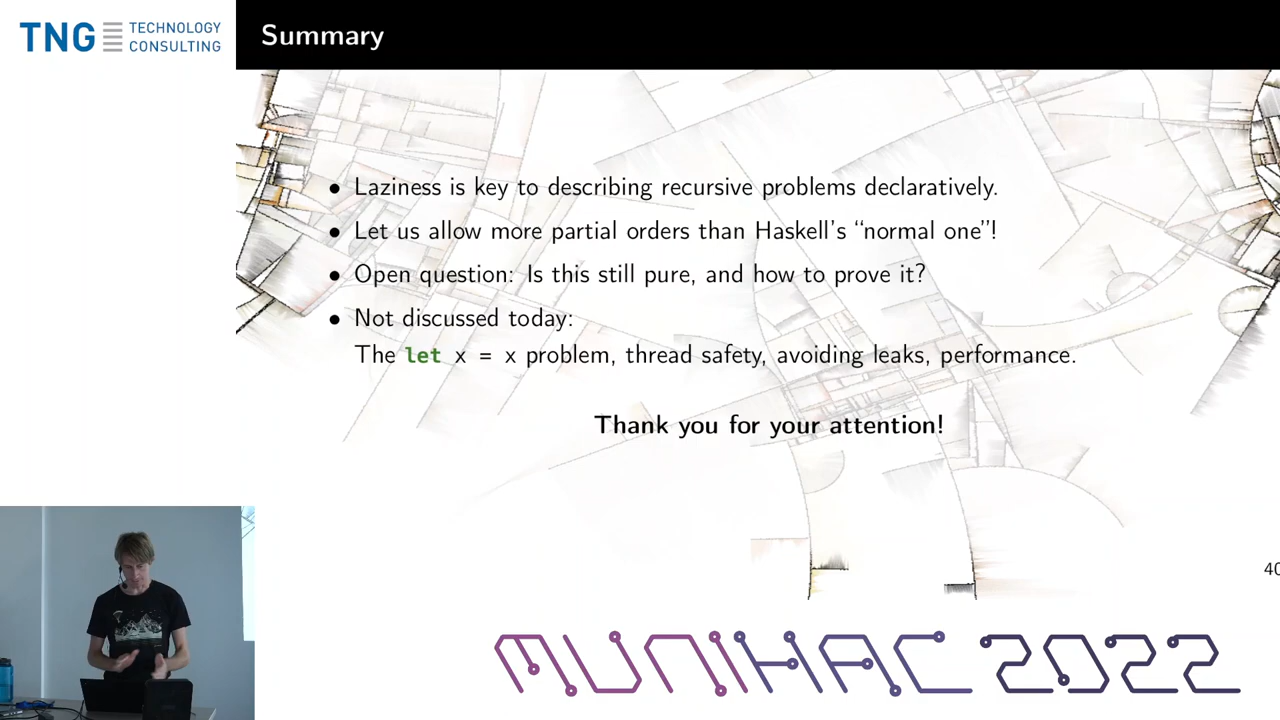 TNG TECHNOLOGY CONSULTING
Summary
• Laziness is key to describing recursive problems declaratively.
• Let us allow more partial orders than Haskell's “normal one”!
• Open question: Is this still pure, and how to prove it?
• Not discussed today:
The let x = x problem, thread safety, avoiding leaks, performance.
Thank you for your attention!
40
MUNIHAC 2022